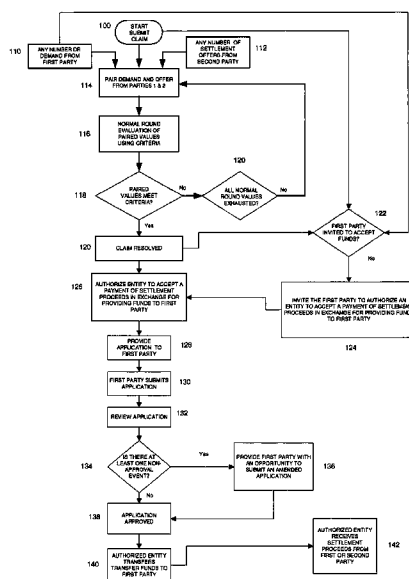 100
START
SUBMIT
CLAIM
110
ANY NUMBER OR
DEMAND FROM
FIRST PARTY
ANY NUMBER OF
SETTLEMENT
OFFERS FROM
SECOND PARTY
112
114
PAIR DEMAND AND OFFER
FROM PARTIES 1 & 2
116
NORMAL ROUND
EVALUATION OF
PAIRED VALUES
USING CRITERIA
118
PAIRED
VALUES MEET
CRITERIA?
No
120
ALL NORMAL
ROUND VALUES
EXHAUSTED?
No
Yes
120
CLAIM RESOLVED
122
FIRST PARTY
INVITED TO ACCEPT
FUNDS?
No
INVITE THE FIRST PARTY TO AUTHORIZE AN
ENTITY TO ACCEPT A PAYMENT OF SETTLEMENT
PROCEEDS IN EXCHANGE FOR PROVIDING FUNDS
TO FIRST PARTY
124
AUTHORIZE ENTITY TO ACCEPT A
PAYMENT OF SETTLEMENT
PROCEEDS IN EXCHANGE FOR
PROVIDING FUNDS TO FIRST
PARTY
PROVIDE
APPLICATION TO
FIRST PARTY
FIRST PARTY
SUBMITS
APPLICATION
130
REVIEW APPLICATION
132
134
IS THERE AT
LEAST ONE NON-
APPROVAL
EVENT?
Yes
PROVIDE FIRST PARTY WITH
AN OPPORTUNITY TO
SUBMIT AN AMENDED
APPLICATION
136
No
138
APPLICATION
APPROVED
140
AUTHORIZED ENTITY
TRANSFERS
TRANSFER FUNDS TO
FIRST PARTY
AUTHORIZED ENTITY
RECEIVES
SETTLEMENT
PROCEEDS FROM
FIRST OR SECOND
PARTY
142